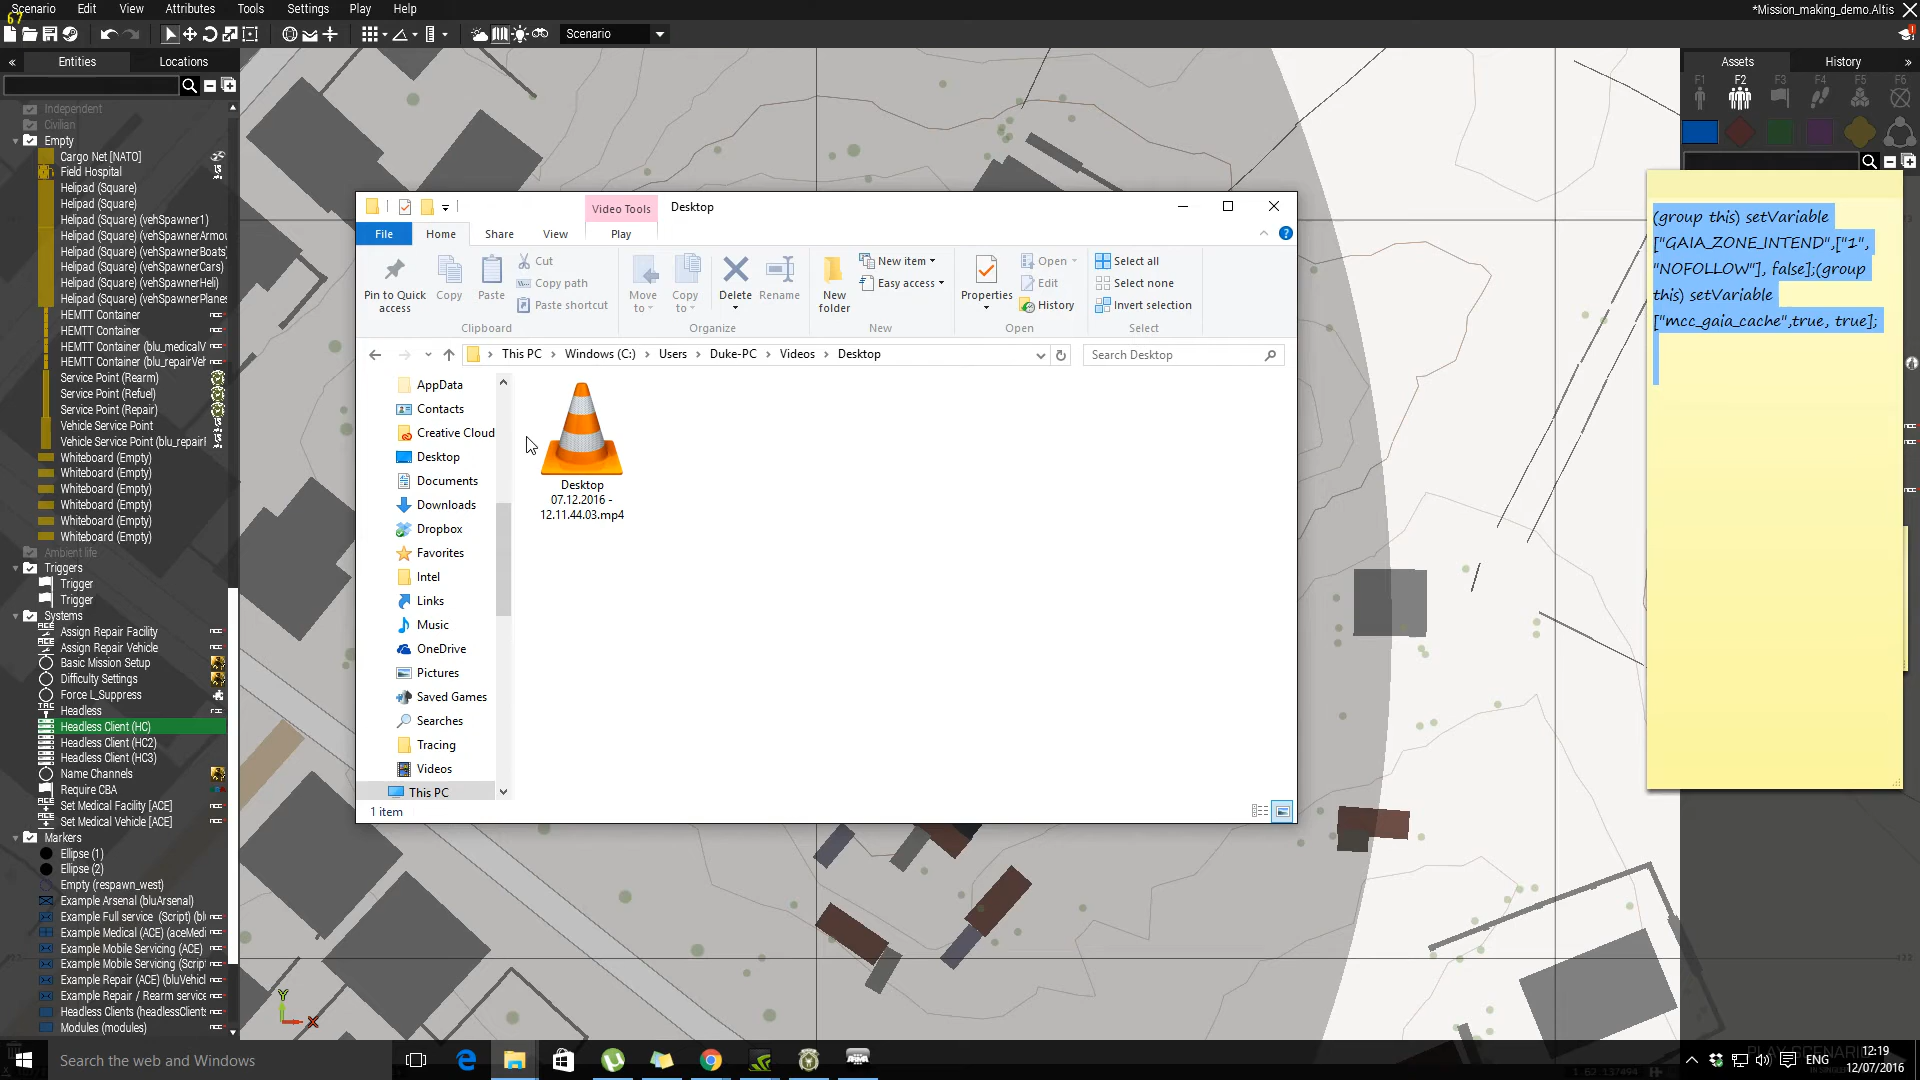 Scenario Edit View Attributes Tools Settings Play Help
67
*Mission_making_demo.Altis
Scenario
Entities Locations
Assets History
F1 F2 F3 F4 F5 F6
Independent
Civilian
Empty
Cargo Net [NATO]
Field Hospital
Helipad (Square)
Helipad (Square)
Helipad (Square) (vehSpawner1)
Helipad (Square) (vehSpawnerArmou
Helipad (Square) (vehSpawnerBoats)
Helipad (Square) (vehSpawnerCars)
Helipad (Square) (vehSpawnerHeli)
Helipad (Square) (vehSpawnerPlanes
HEMTT Container
HEMTT Container
HEMTT Container (blu_medicalV
HEMTT Container (blu_repairVer
Service Point (Rearm)
Service Point (Refuel)
Service Point (Repair)
Vehicle Service Point
Vehicle Service Point (blu_repairF
Whiteboard (Empty)
Whiteboard (Empty)
Whiteboard (Empty)
Whiteboard (Empty)
Whiteboard (Empty)
Whiteboard (Empty)
Ambient life
Triggers
Trigger
Trigger
Systems
Assign Repair Facility
Assign Repair Vehicle
Basic Mission Setup
Difficulty Settings
Force L_Suppress
Headless
Headless Client (HC)
Headless Client (HC2)
Headless Client (HC3)
Name Channels
Require CBA
Set Medical Facility [ACE]
Set Medical Vehicle [ACE]
Markers
Ellipse (1)
Ellipse (2)
Empty (respawn_west)
Example Arsenal (bluArsenal)
Example Full service (Script) (bl
Example Medical (ACE) (aceMedi
Example Mobile Servicing (ACE)
Example Mobile Servicing (Scrip
Example Repair (ACE) (bluVehicl
Example Repair / Rearm service
Headless Clients (headlessClients
Modules (modules)
Video Tools Desktop
File Home Share View Play
Pin to Quick access
Copy
Paste
Cut
Copy path
Paste shortcut
Clipboard
Move to
Copy to
Delete
Rename
Organize
New folder
New item
Easy access
New
Properties
Open
Edit
History
Open
Select all
Select none
Invert selection
Select
This PC Windows (C:) Users Duke-PC Videos Desktop
Search Desktop
AppData
Contacts
Creative Cloud
Desktop
Documents
Downloads
Dropbox
Favorites
Intel
Links
Music
OneDrive
Pictures
Saved Games
Searches
Tracing
Videos
This PC
Desktop
07.12.2016 -
12.11.44.03.mp4
1 item
(group this) setVariable
["GAIA_ZONE_INTEND",["1",
"NOFOLLOW"], false];(group
this) setVariable
["mcc_gaia_cache",true, true];
Y
X
Search the web and Windows
ENG
12:19
12/07/2016